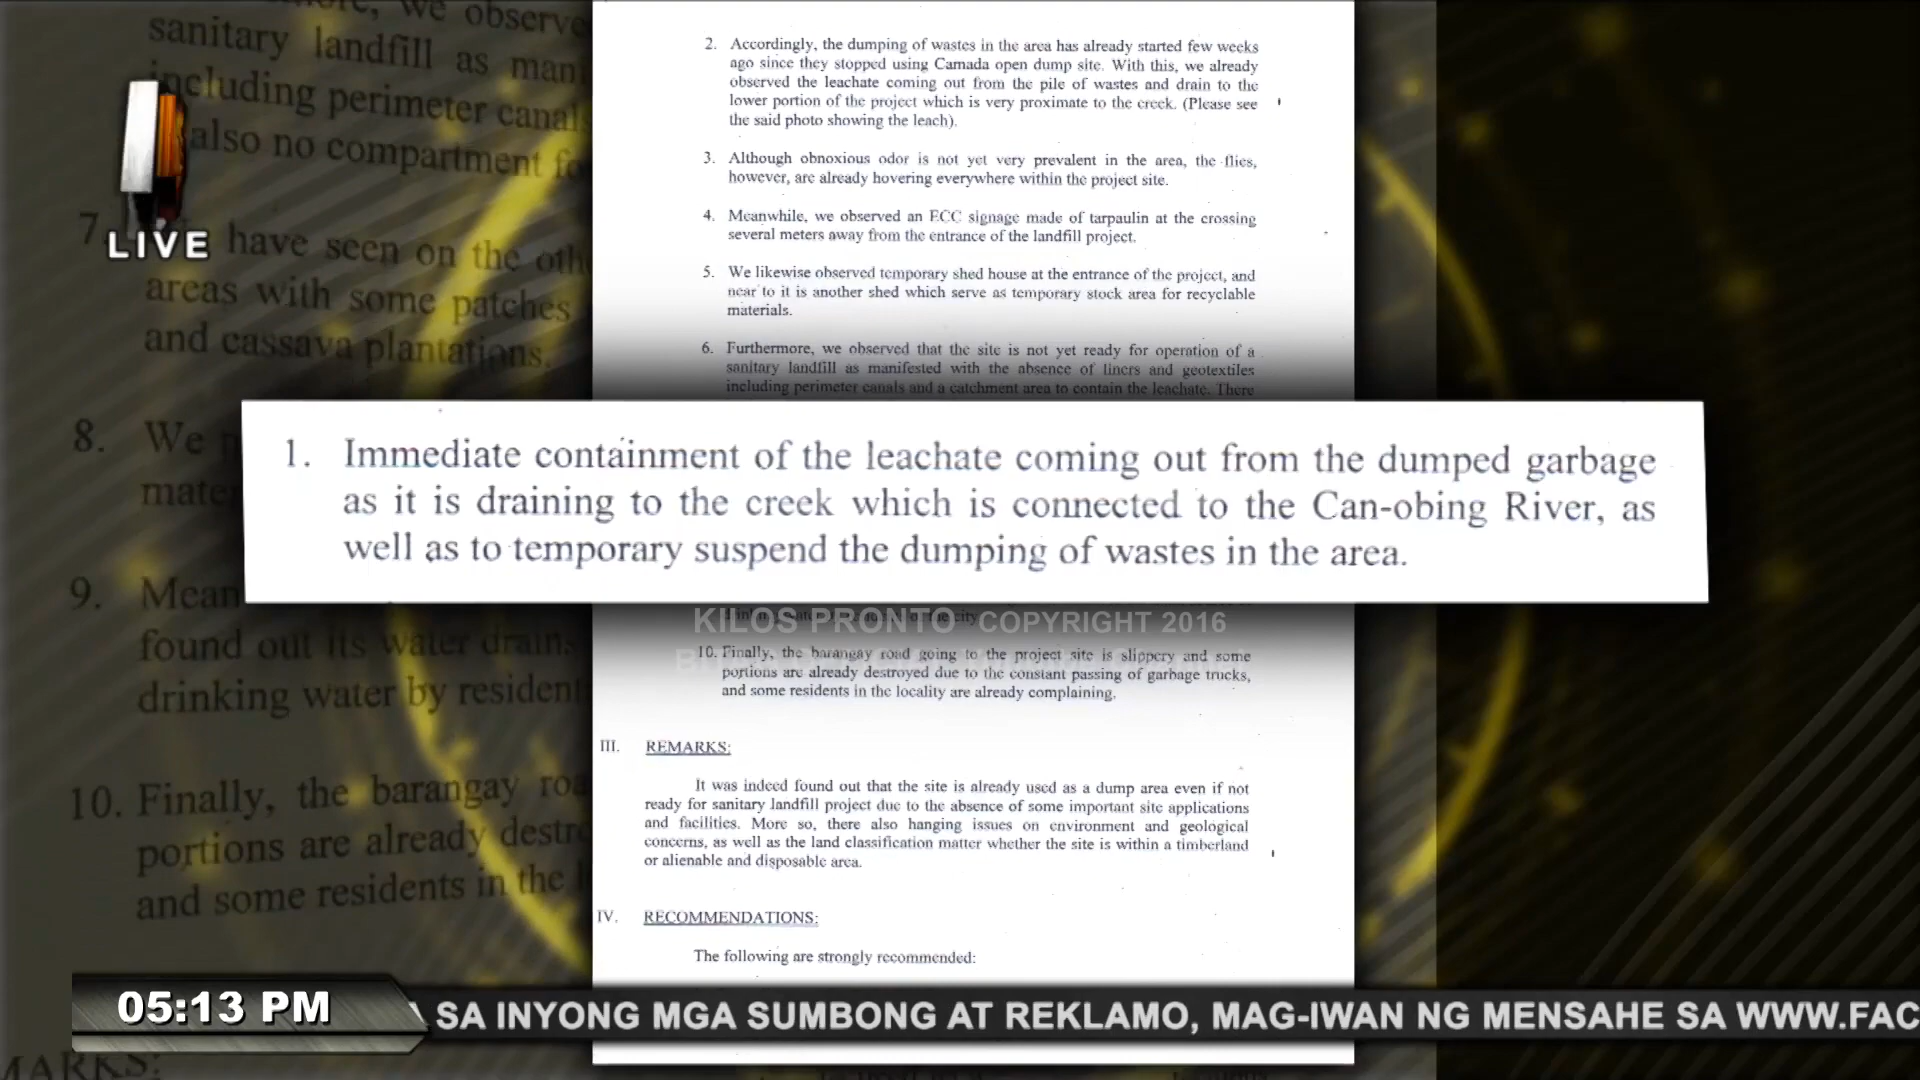 2. Accordingly, the dumping of wastes in the area has already started few weeks
ago since they stopped using Camada open dump site. With this, we already
observed the leachate coming out from the pile of wastes and drain to the
lower portion of the project which is very proximate to the creek. (Please see
the said photo showing the leach).
3. Although obnoxious odor is not yet very prevalent in the area, the flies,
however, are already hovering everywhere within the project site.
4. Meanwhile, we observed an ECC signage made of tarpaulin at the crossing
several meters away from the entrance of the landfill project.
5. We likewise observed temporary shed house at the entrance of the project, and
near to it is another shed which serve as temporary stock area for recyclable
materials.
6. Furthermore, we observed that the site is not yet ready for operation of a
sanitary landfill as manifested with the absence of liners and geotextiles
including perimeter canals and a catchment area to contain the leachate. There
1. Immediate containment of the leachate coming out from the dumped garbage
as it is draining to the creek which is connected to the Can-obing River, as
well as to temporary suspend the dumping of wastes in the area.
KILOS PRONTO COPYRIGHT 2016
10. Finally, the barangay road going to the project site is slippery and some
portions are already destroyed due to the constant passing of garbage trucks,
and some residents in the locality are already complaining.
III. REMARKS:
It was indeed found out that the site is already used as a dump area even if not
ready for sanitary landfill project due to the absence of some important site applications
and facilities. More so, there also hanging issues on environment and geological
concerns, as well as the land classification matter whether the site is within a timberland
or alienable and disposable area.
IV. RECOMMENDATIONS:
The following are strongly recommended:
we observe
sanitary landfill as man
including perimeter canals
also no compartment fo
7. have seen on the oth
areas with some patches
and cassava plantations.
8. We
mate
9. Mean
found out its water drains
drinking water by resident
10. Finally, the barangay roa
portions are already destro
and some residents in the l
MARKS:
LIVE
05:13 PM
SA INYONG MGA SUMBONG AT REKLAMO, MAG-IWAN NG MENSAHE SA WWW.FAC